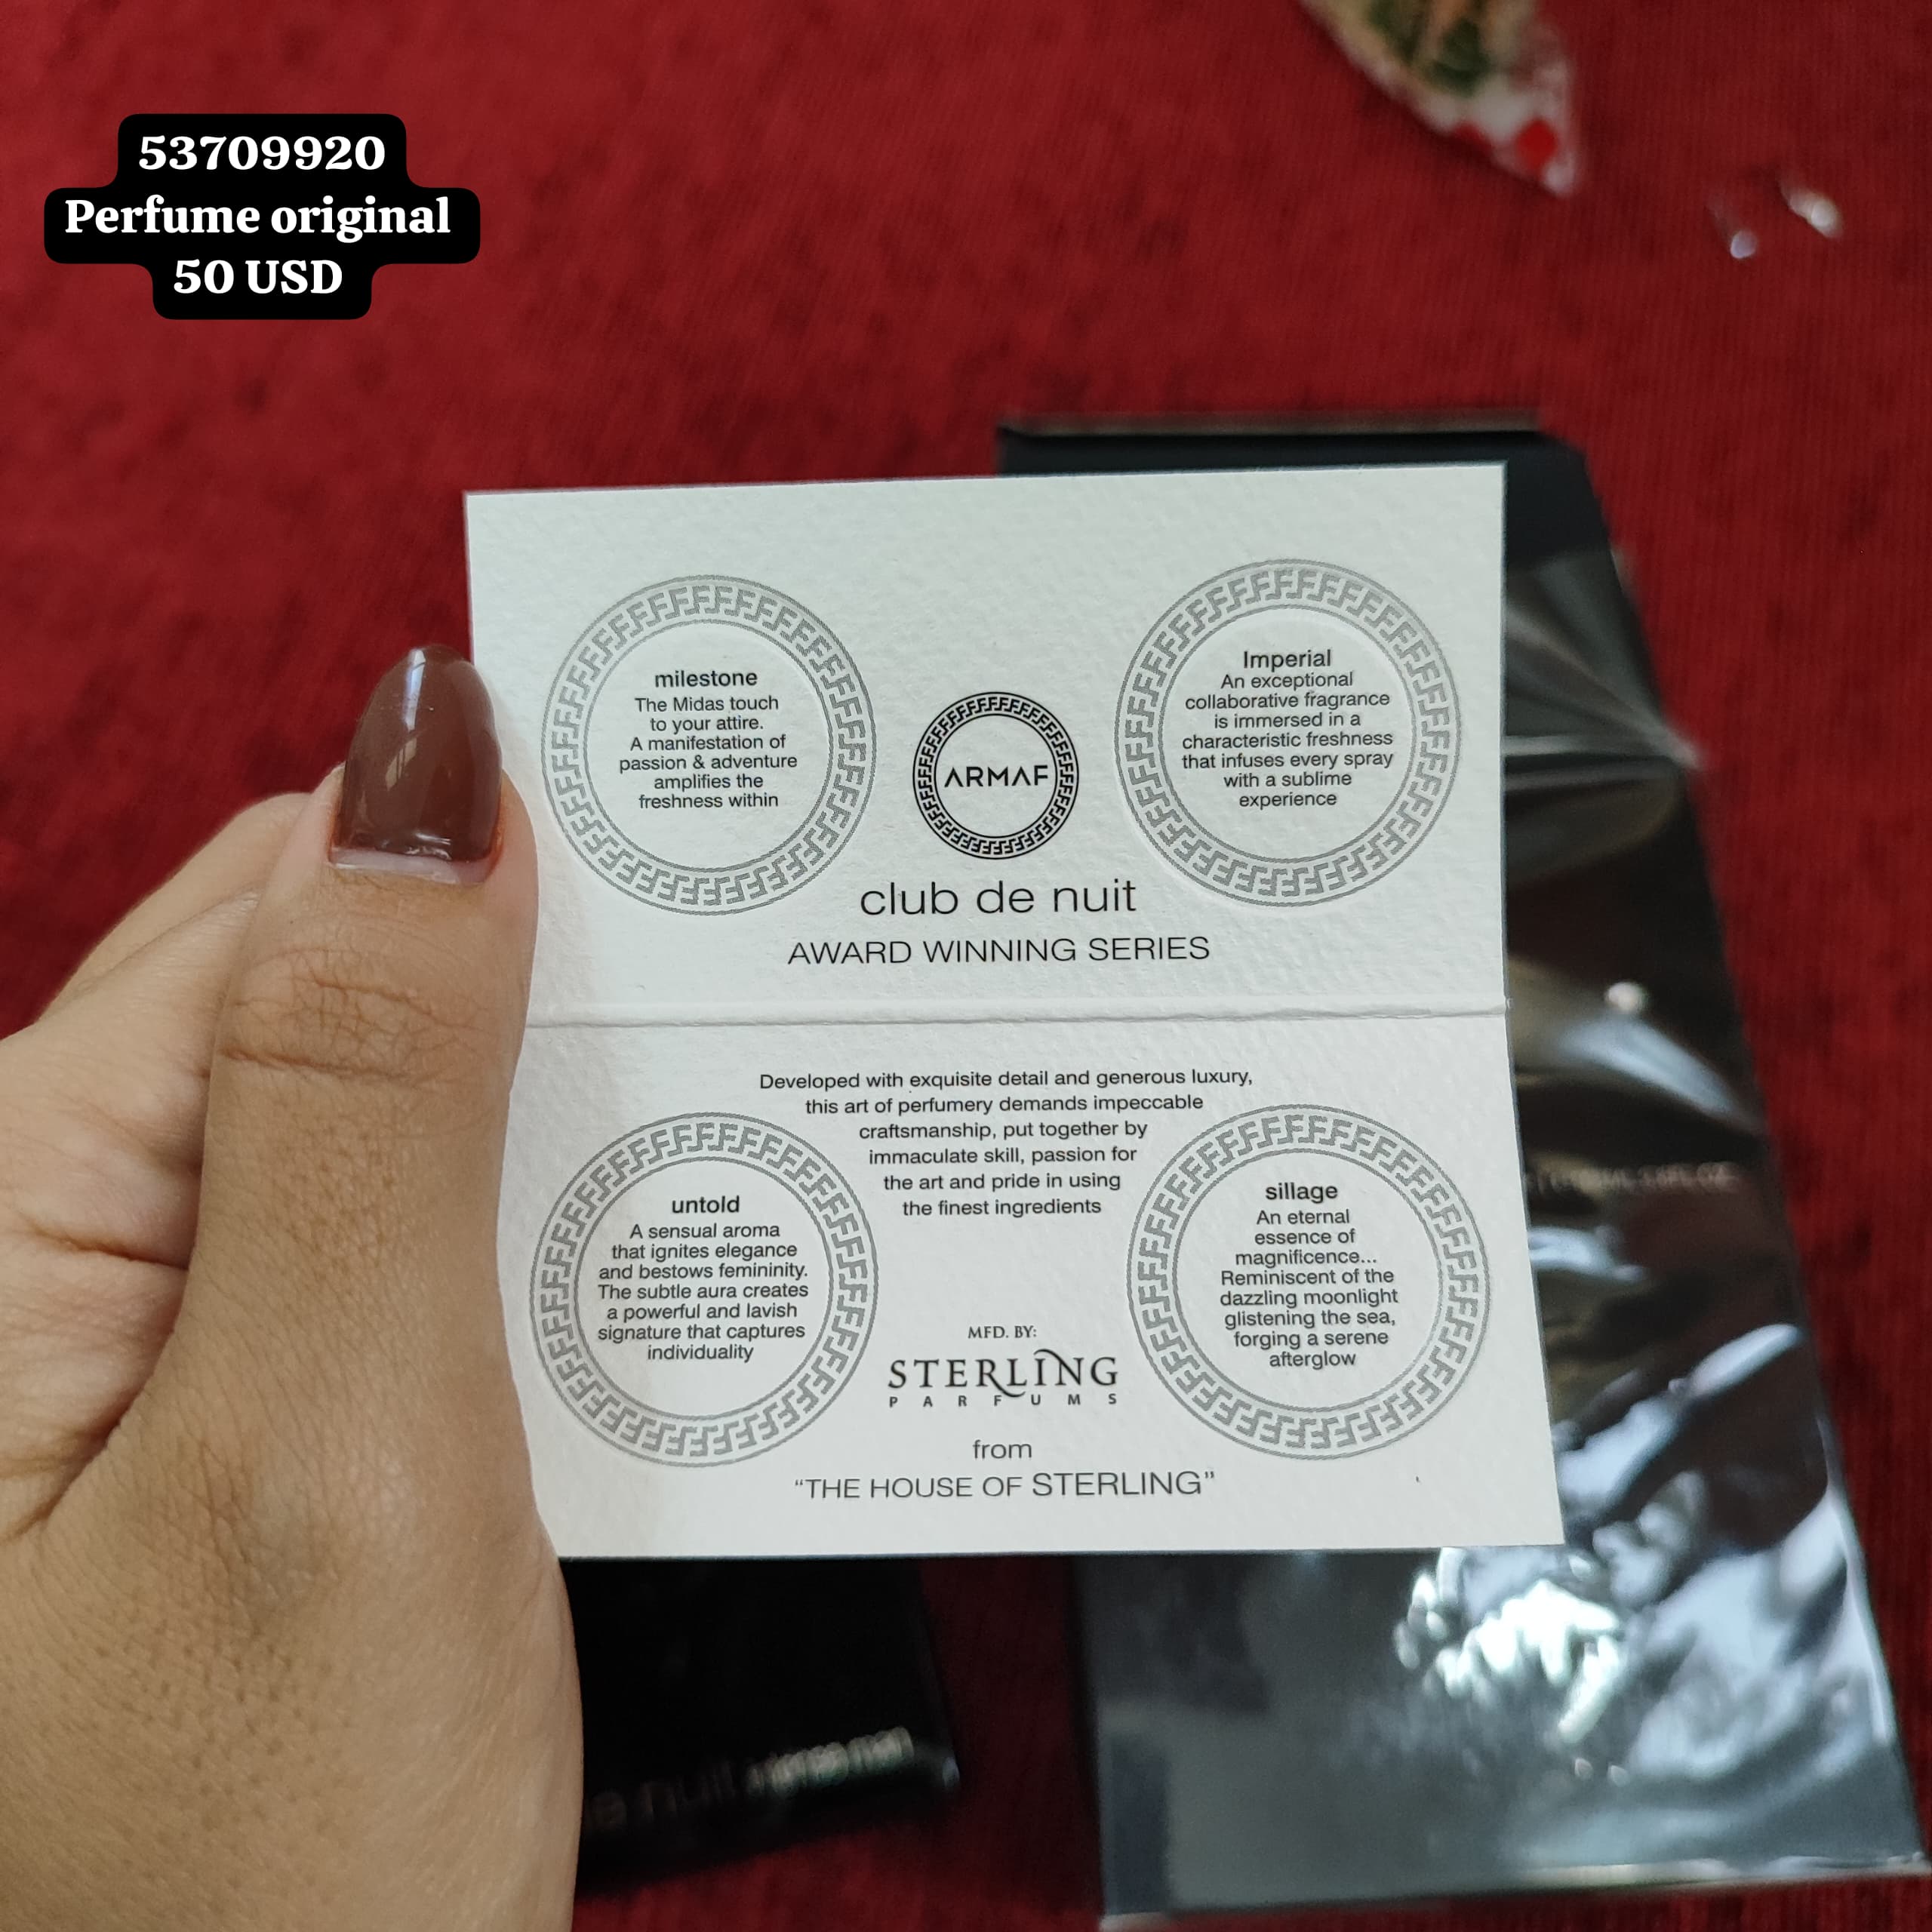 53709920
Perfume original
50 USD
milestone
The Midas touch
to your attire.
A manifestation of
passion & adventure
amplifies the
freshness within
ARMAF
Imperial
An exceptional
collaborative fragrance
is immersed in a
characteristic freshness
that infuses every spray
with a sublime
experience
club de nuit
AWARD WINNING SERIES
Developed with exquisite detail and generous luxury,
this art of perfumery demands impeccable
craftsmanship, put together by
immaculate skill, passion for
the art and pride in using
the finest ingredients
untold
A sensual aroma
that ignites elegance
and bestows femininity.
The subtle aura creates
a powerful and lavish
signature that captures
individuality
sillage
An eternal
essence of
magnificence...
Reminiscent of the
dazzling moonlight
glistening the sea,
forging a serene
afterglow
MFD. BY:
STERLING
PARFUMS
from
“THE HOUSE OF STERLING”
nuit